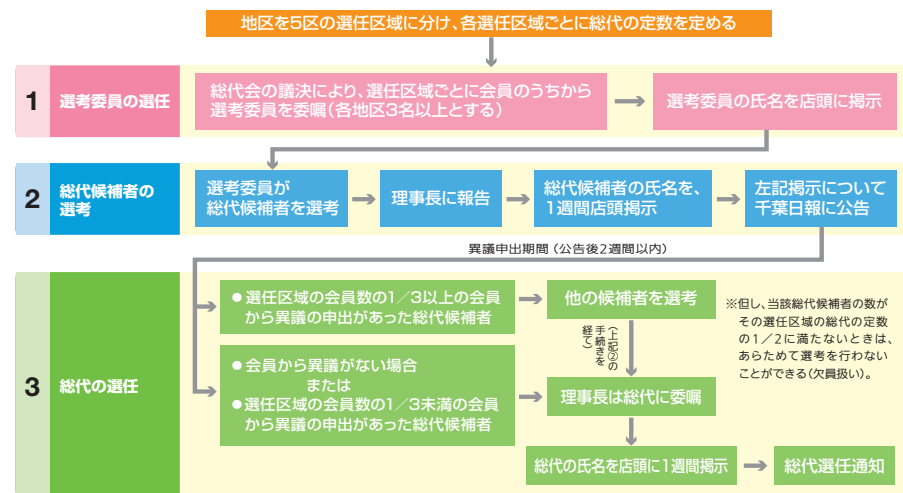 地区を5区の選任区域に分け、各選任区域ごとに総代の定数を定める
1
選考委員の選任
総代会の議決により、選任区域ごとに会員のうちから
選考委員を委嘱(各地区3名以上とする)
選考委員の氏名を店頭に掲示
2
総代候補者の
選考
選考委員が
総代候補者を選考
理事長に報告
総代候補者の氏名を、
1週間店頭掲示
左記掲示について
千葉日報に公告
異議申出期間(公告後2週間以内)
3
総代の選任
●選任区域の会員数の1/3以上の会員
から異議の申出があった総代候補者
他の候補者を選考
※但し、当該総代候補者の数が
その選任区域の総代の定数
の1/2に満たないときは、
あらためて選考を行わない
ことができる(欠員扱い)。
(上記②の
手続きを
経て)
●会員から異議がない場合
または
●選任区域の会員数の1/3未満の会員
から異議の申出があった総代候補者
理事長は総代に委嘱
総代の氏名を店頭に1週間掲示
総代選任通知